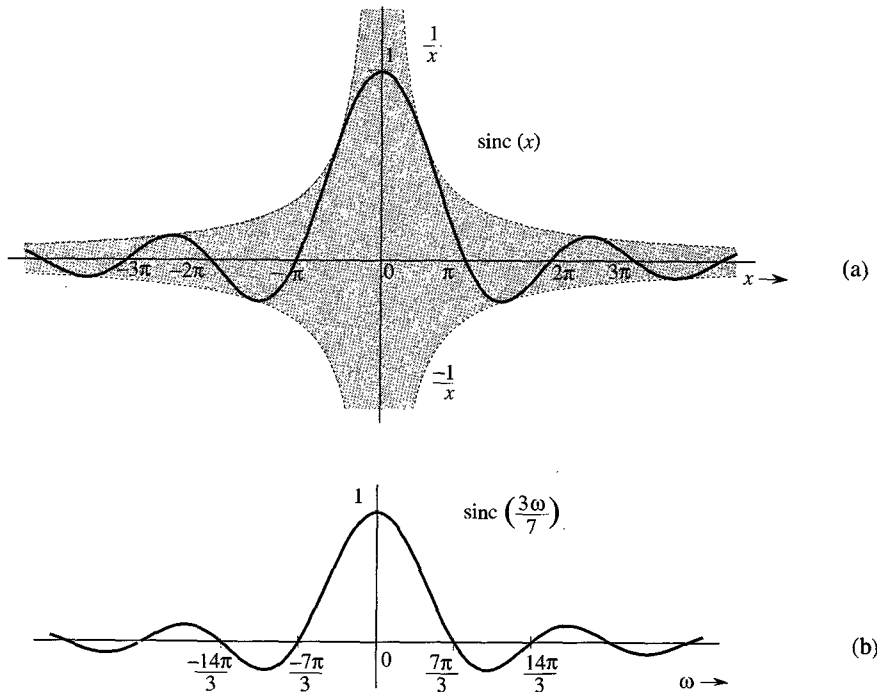 1/x
1
sinc (x)
−3π −2π −π 0 π 2π 3π
x →
(a)
−1/x
1
sinc (3ω/7)
−14π/3 −7π/3 0 7π/3 14π/3
ω →
(b)